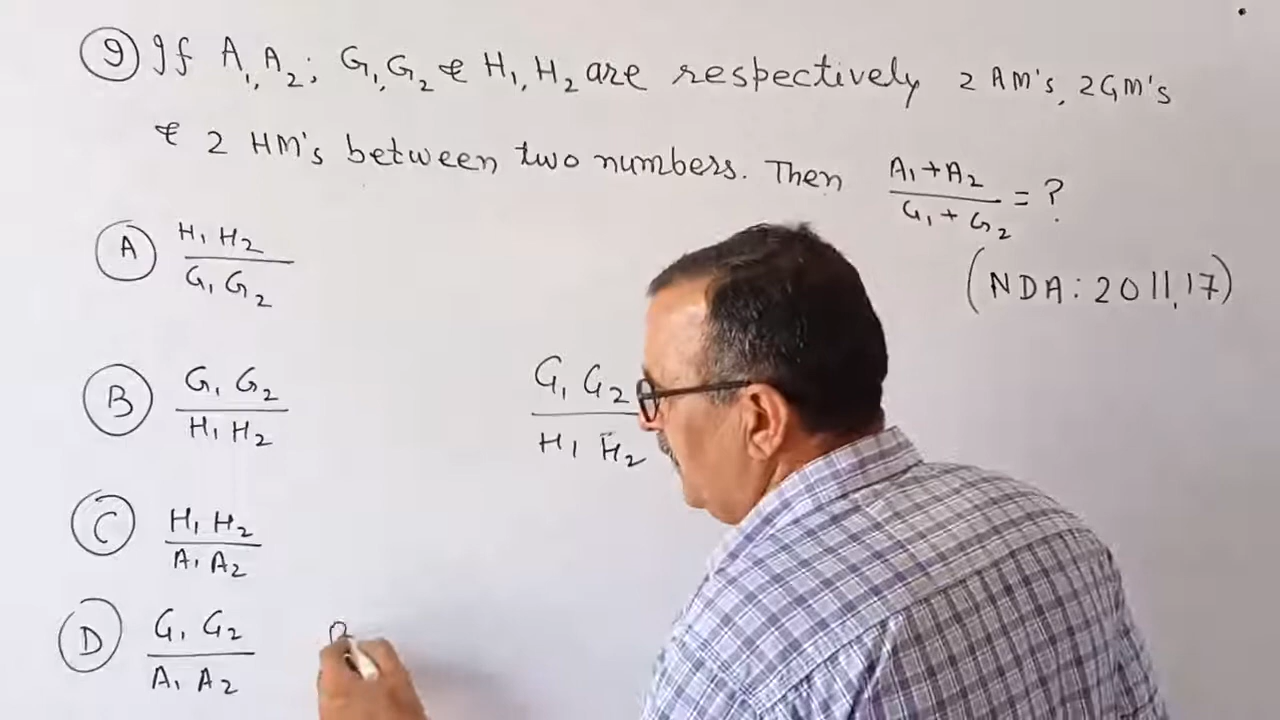 9 If A1, A2; G1, G2 & H1, H2 are respectively 2 AM's, 2GM's
& 2 HM's between two numbers. Then (A1 + A2)/(G1 + G2) = ?
(NDA: 2011, 17)
A H1 H2/G1 G2
B G1 G2/H1 H2
G1 G2/H1 H2
C H1 H2/A1 A2
D G1 G2/A1 A2